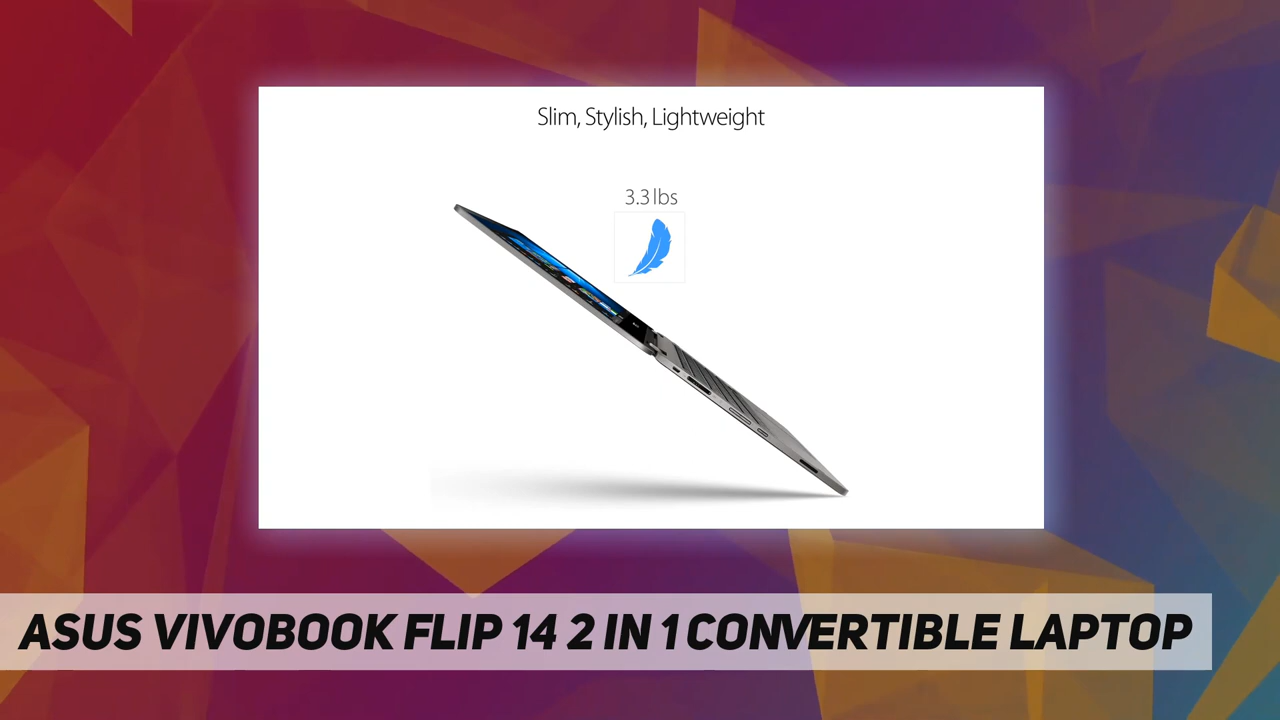 Slim, Stylish, Lightweight
3.3 lbs
ASUS VIVOBOOK FLIP 14 2 IN 1 CONVERTIBLE LAPTOP